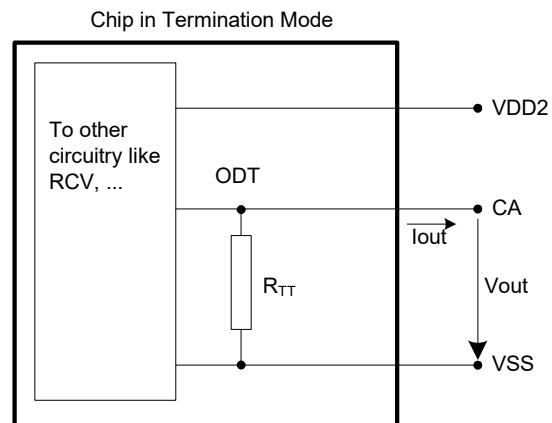 Chip in Termination Mode
To other
circuitry like
RCV, ...
VDD2
ODT
CA
Iout
RTT
Vout
VSS